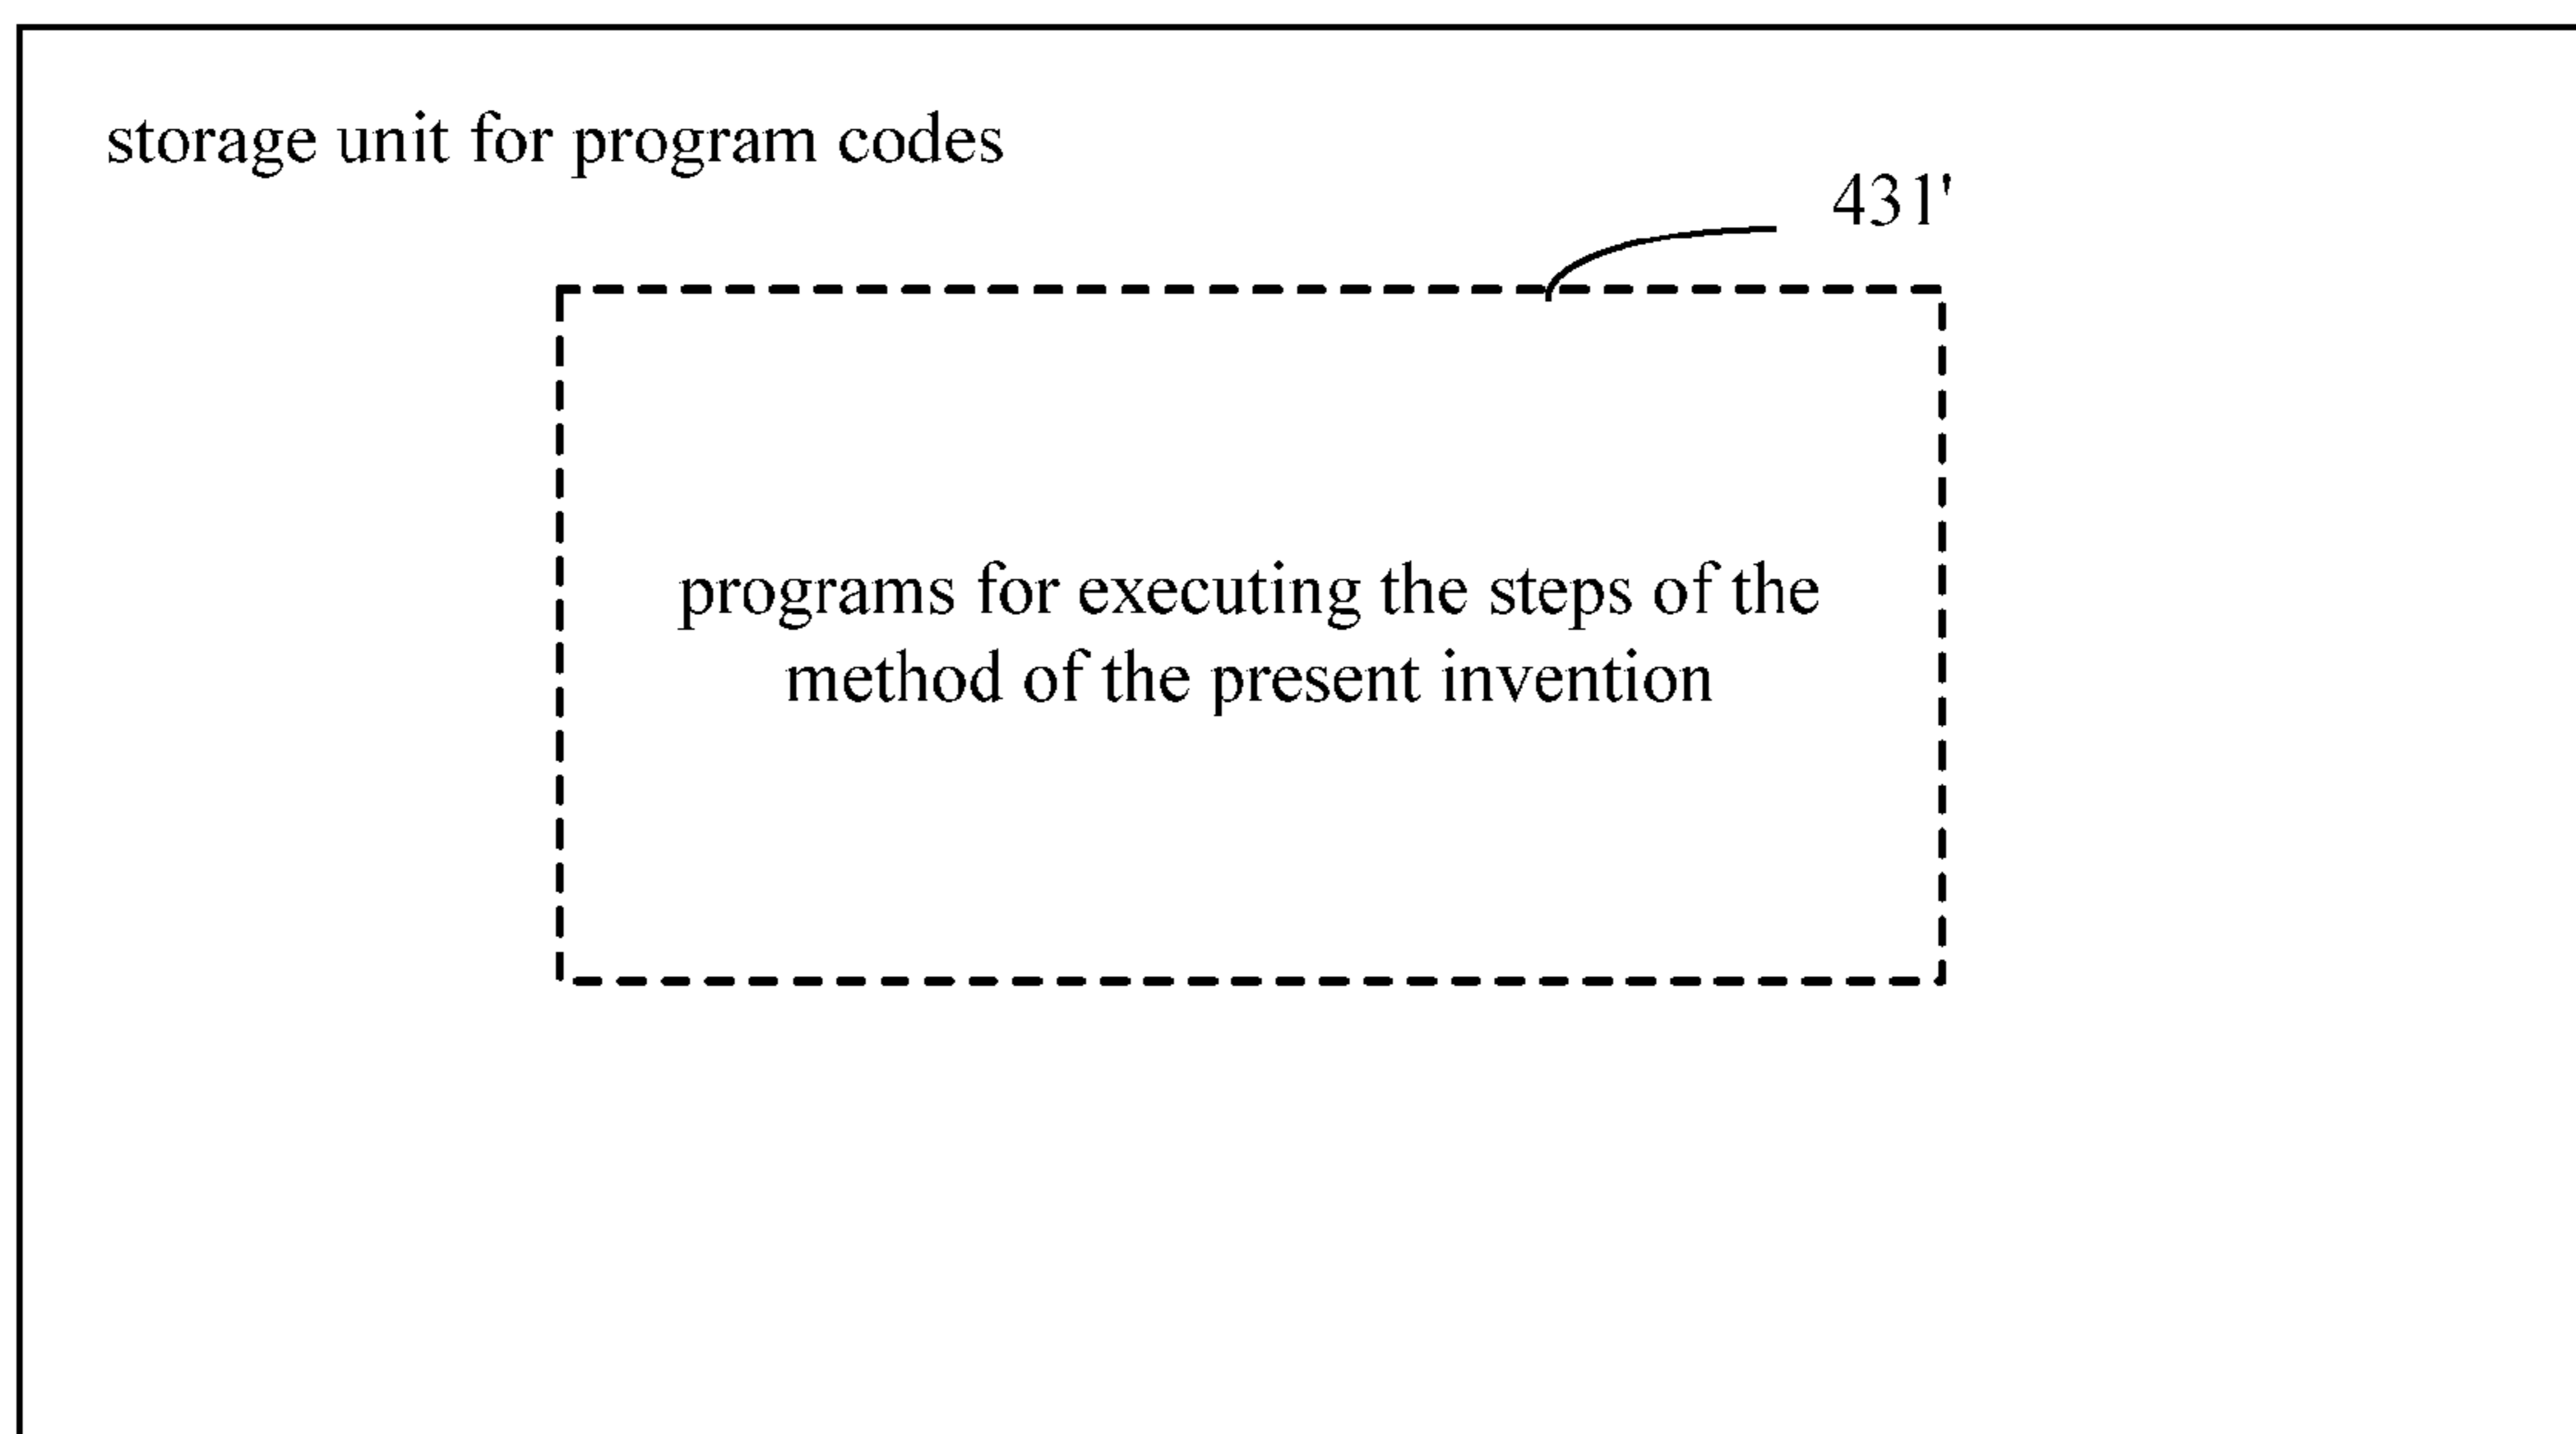 storage unit for program codes
431'
programs for executing the steps of the
method of the present invention